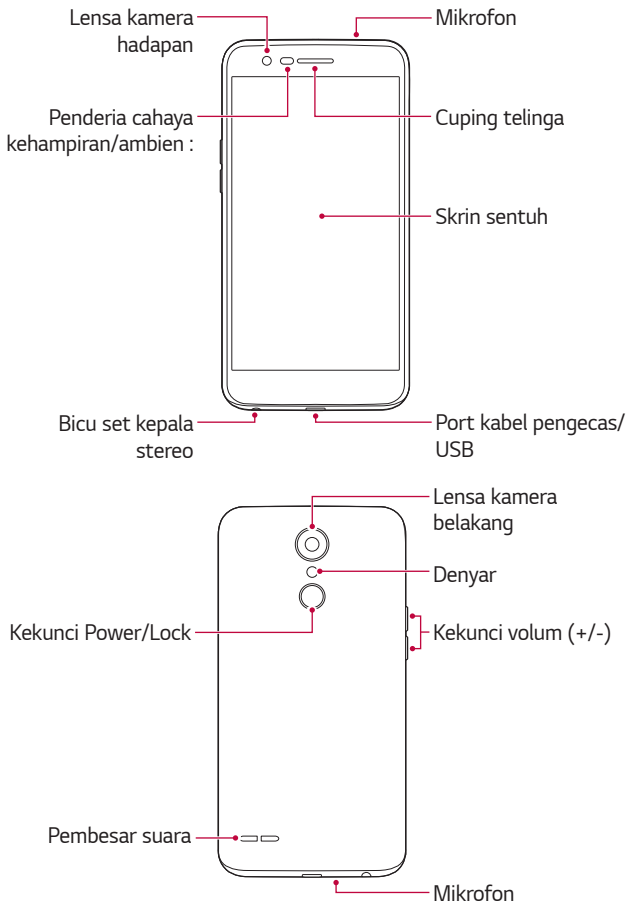 Lensa kamera
hadapan
Mikrofon
Penderia cahaya
kehampiran/ambien :
Cuping telinga
Skrin sentuh
Bicu set kepala
stereo
Port kabel pengecas/
USB
Lensa kamera
belakang
Denyar
Kekunci Power/Lock
Kekunci volum (+/-)
Pembesar suara
Mikrofon